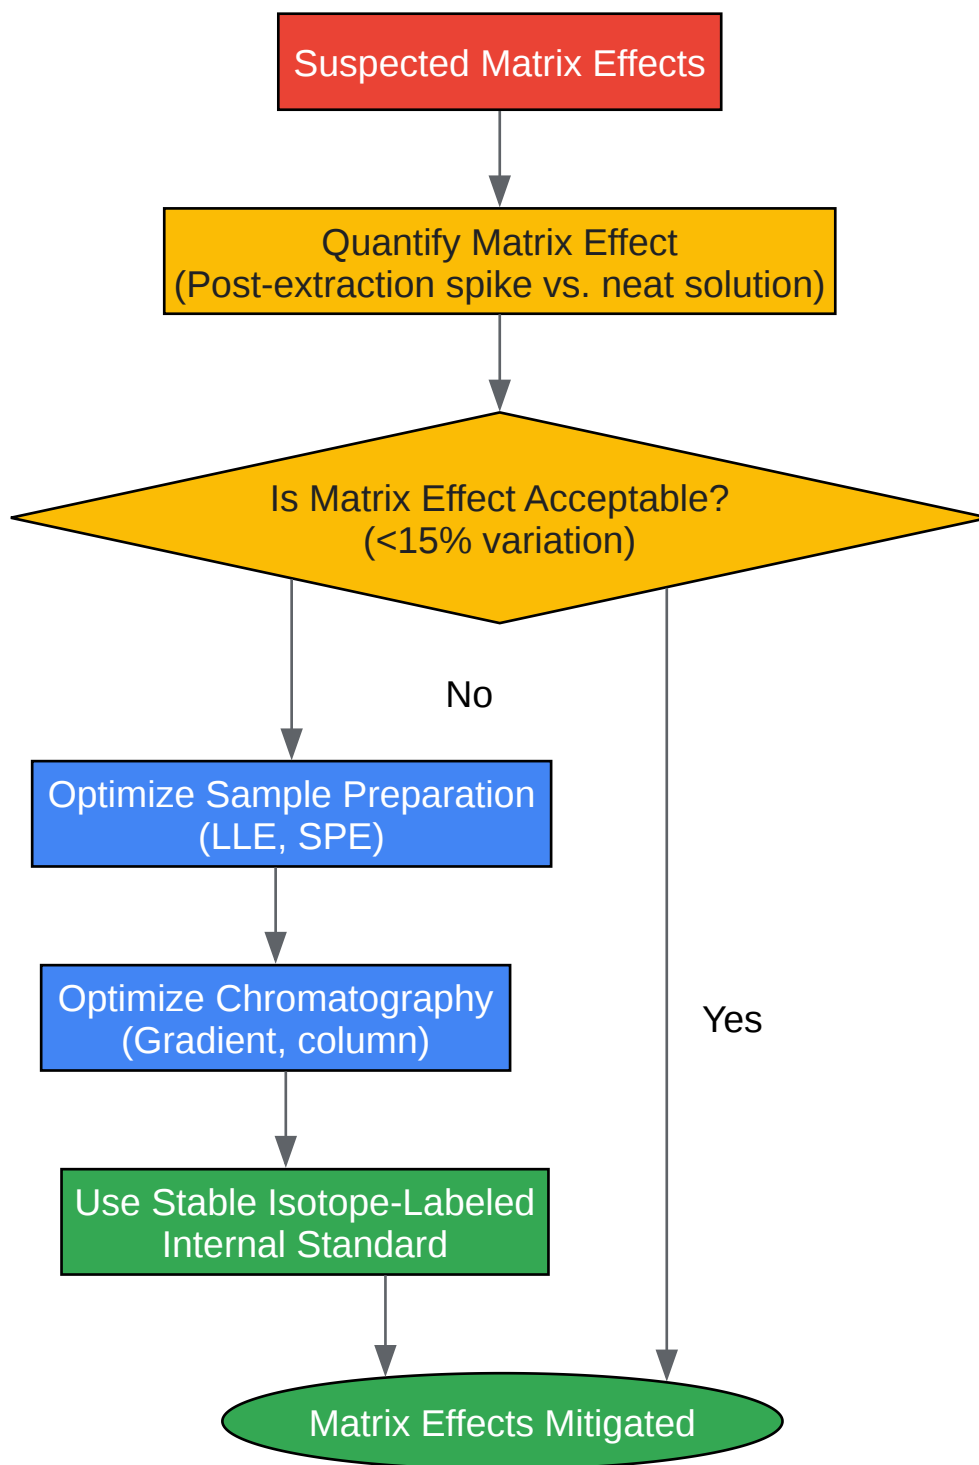 Suspected Matrix Effects
Quantify Matrix Effect
(Post-extraction spike vs. neat solution)
Is Matrix Effect Acceptable?
(<15% variation)
No
Optimize Sample Preparation
(LLE, SPE)
Optimize Chromatography
(Gradient, column)
Yes
Use Stable Isotope-Labeled
Internal Standard
Matrix Effects Mitigated